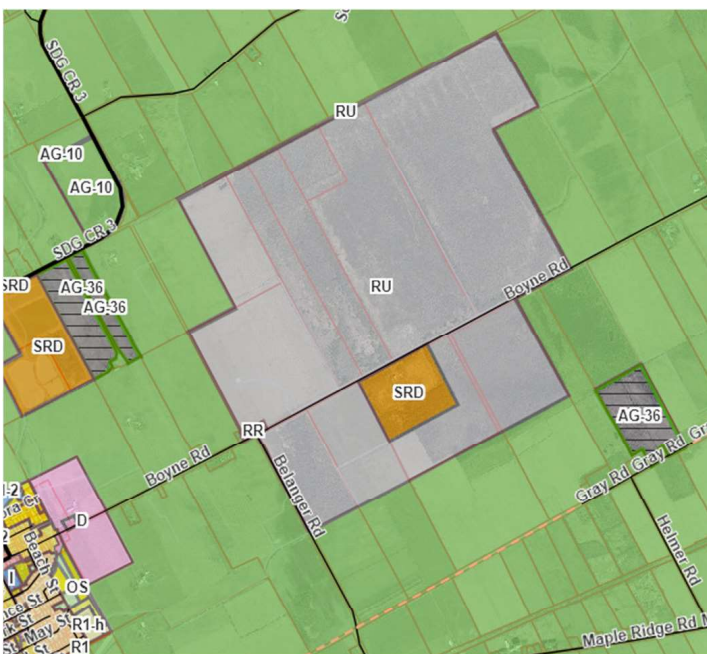 SDG CR 3
RU
AG-10
AG-10
SDG CR 3
SRD
AG-36
AG-36
RU
Boyne Rd
SRD
SRD
AG-36
RR
Boyne Rd
Belanger Rd
Gray Rd Gray Rd
Helmer Rd
D
Beach St
I
OS
St
May St
R1-h
R1
Maple Ridge Rd